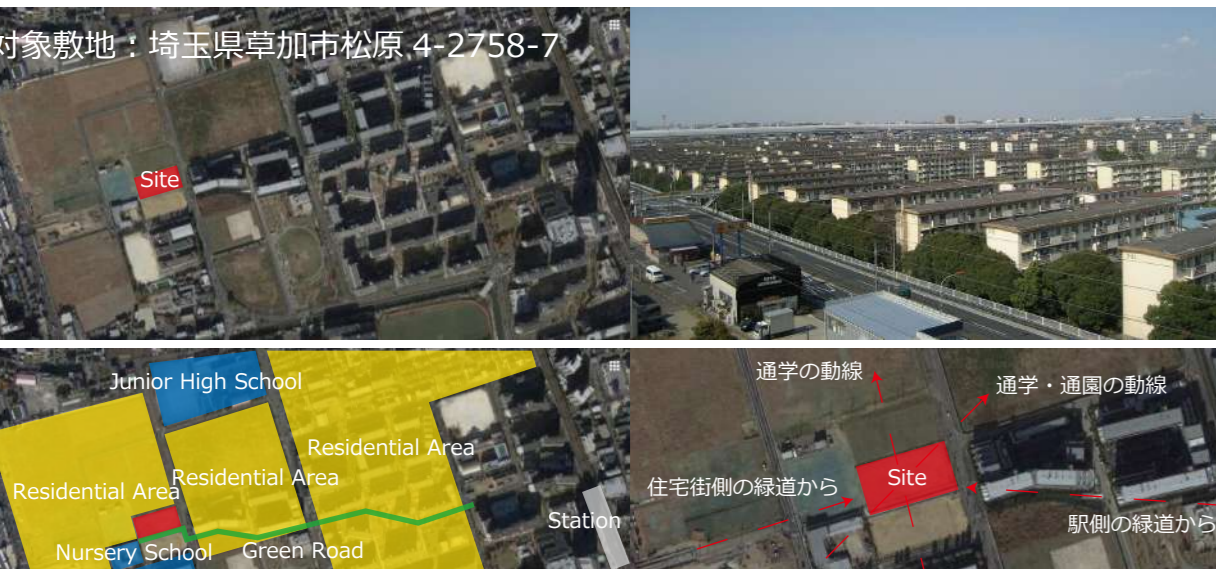 対象敷地：埼玉県草加市松原 4-2758-7
Site
Junior High School
Residential Area
Residential Area
Residential Area
Station
Nursery School
Green Road
通学の動線
通学・通園の動線
Site
住宅街側の緑道から
駅側の緑道から